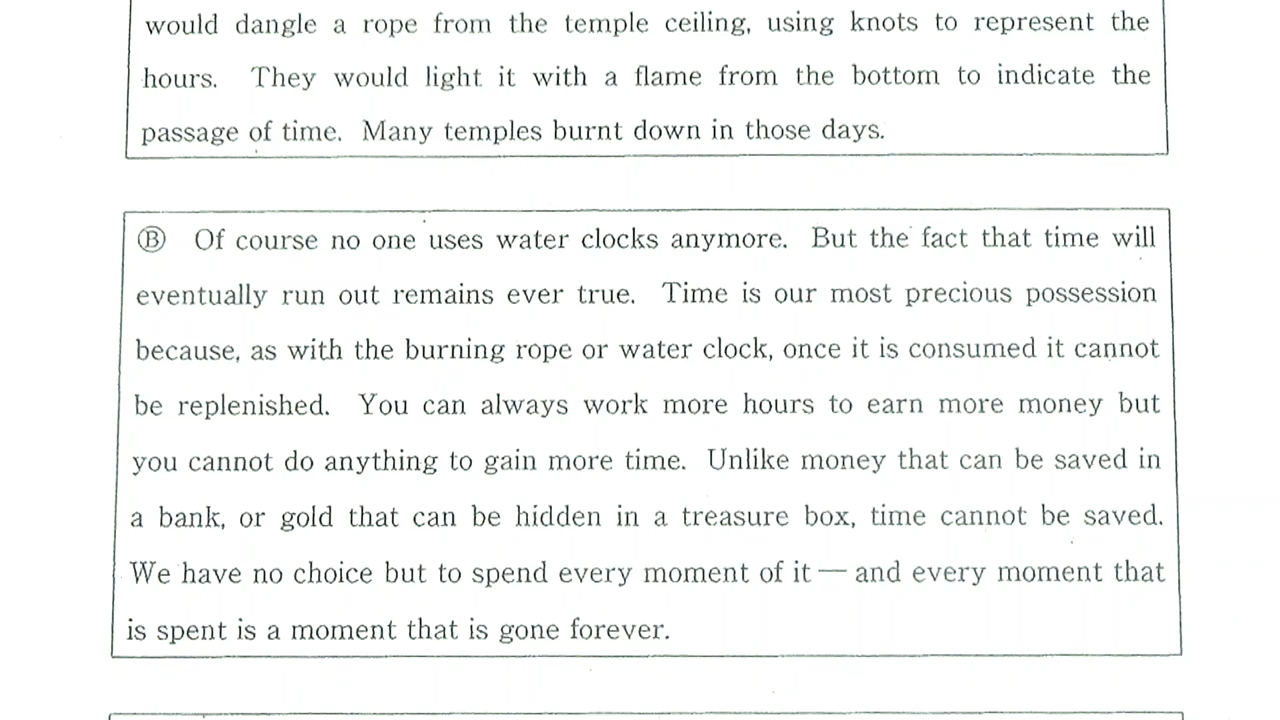 would dangle a rope from the temple ceiling, using knots to represent the
hours. They would light it with a flame from the bottom to indicate the
passage of time. Many temples burnt down in those days.
Ⓑ Of course no one uses water clocks anymore. But the fact that time will
eventually run out remains ever true. Time is our most precious possession
because, as with the burning rope or water clock, once it is consumed it cannot
be replenished. You can always work more hours to earn more money but
you cannot do anything to gain more time. Unlike money that can be saved in
a bank, or gold that can be hidden in a treasure box, time cannot be saved.
We have no choice but to spend every moment of it — and every moment that
is spent is a moment that is gone forever.